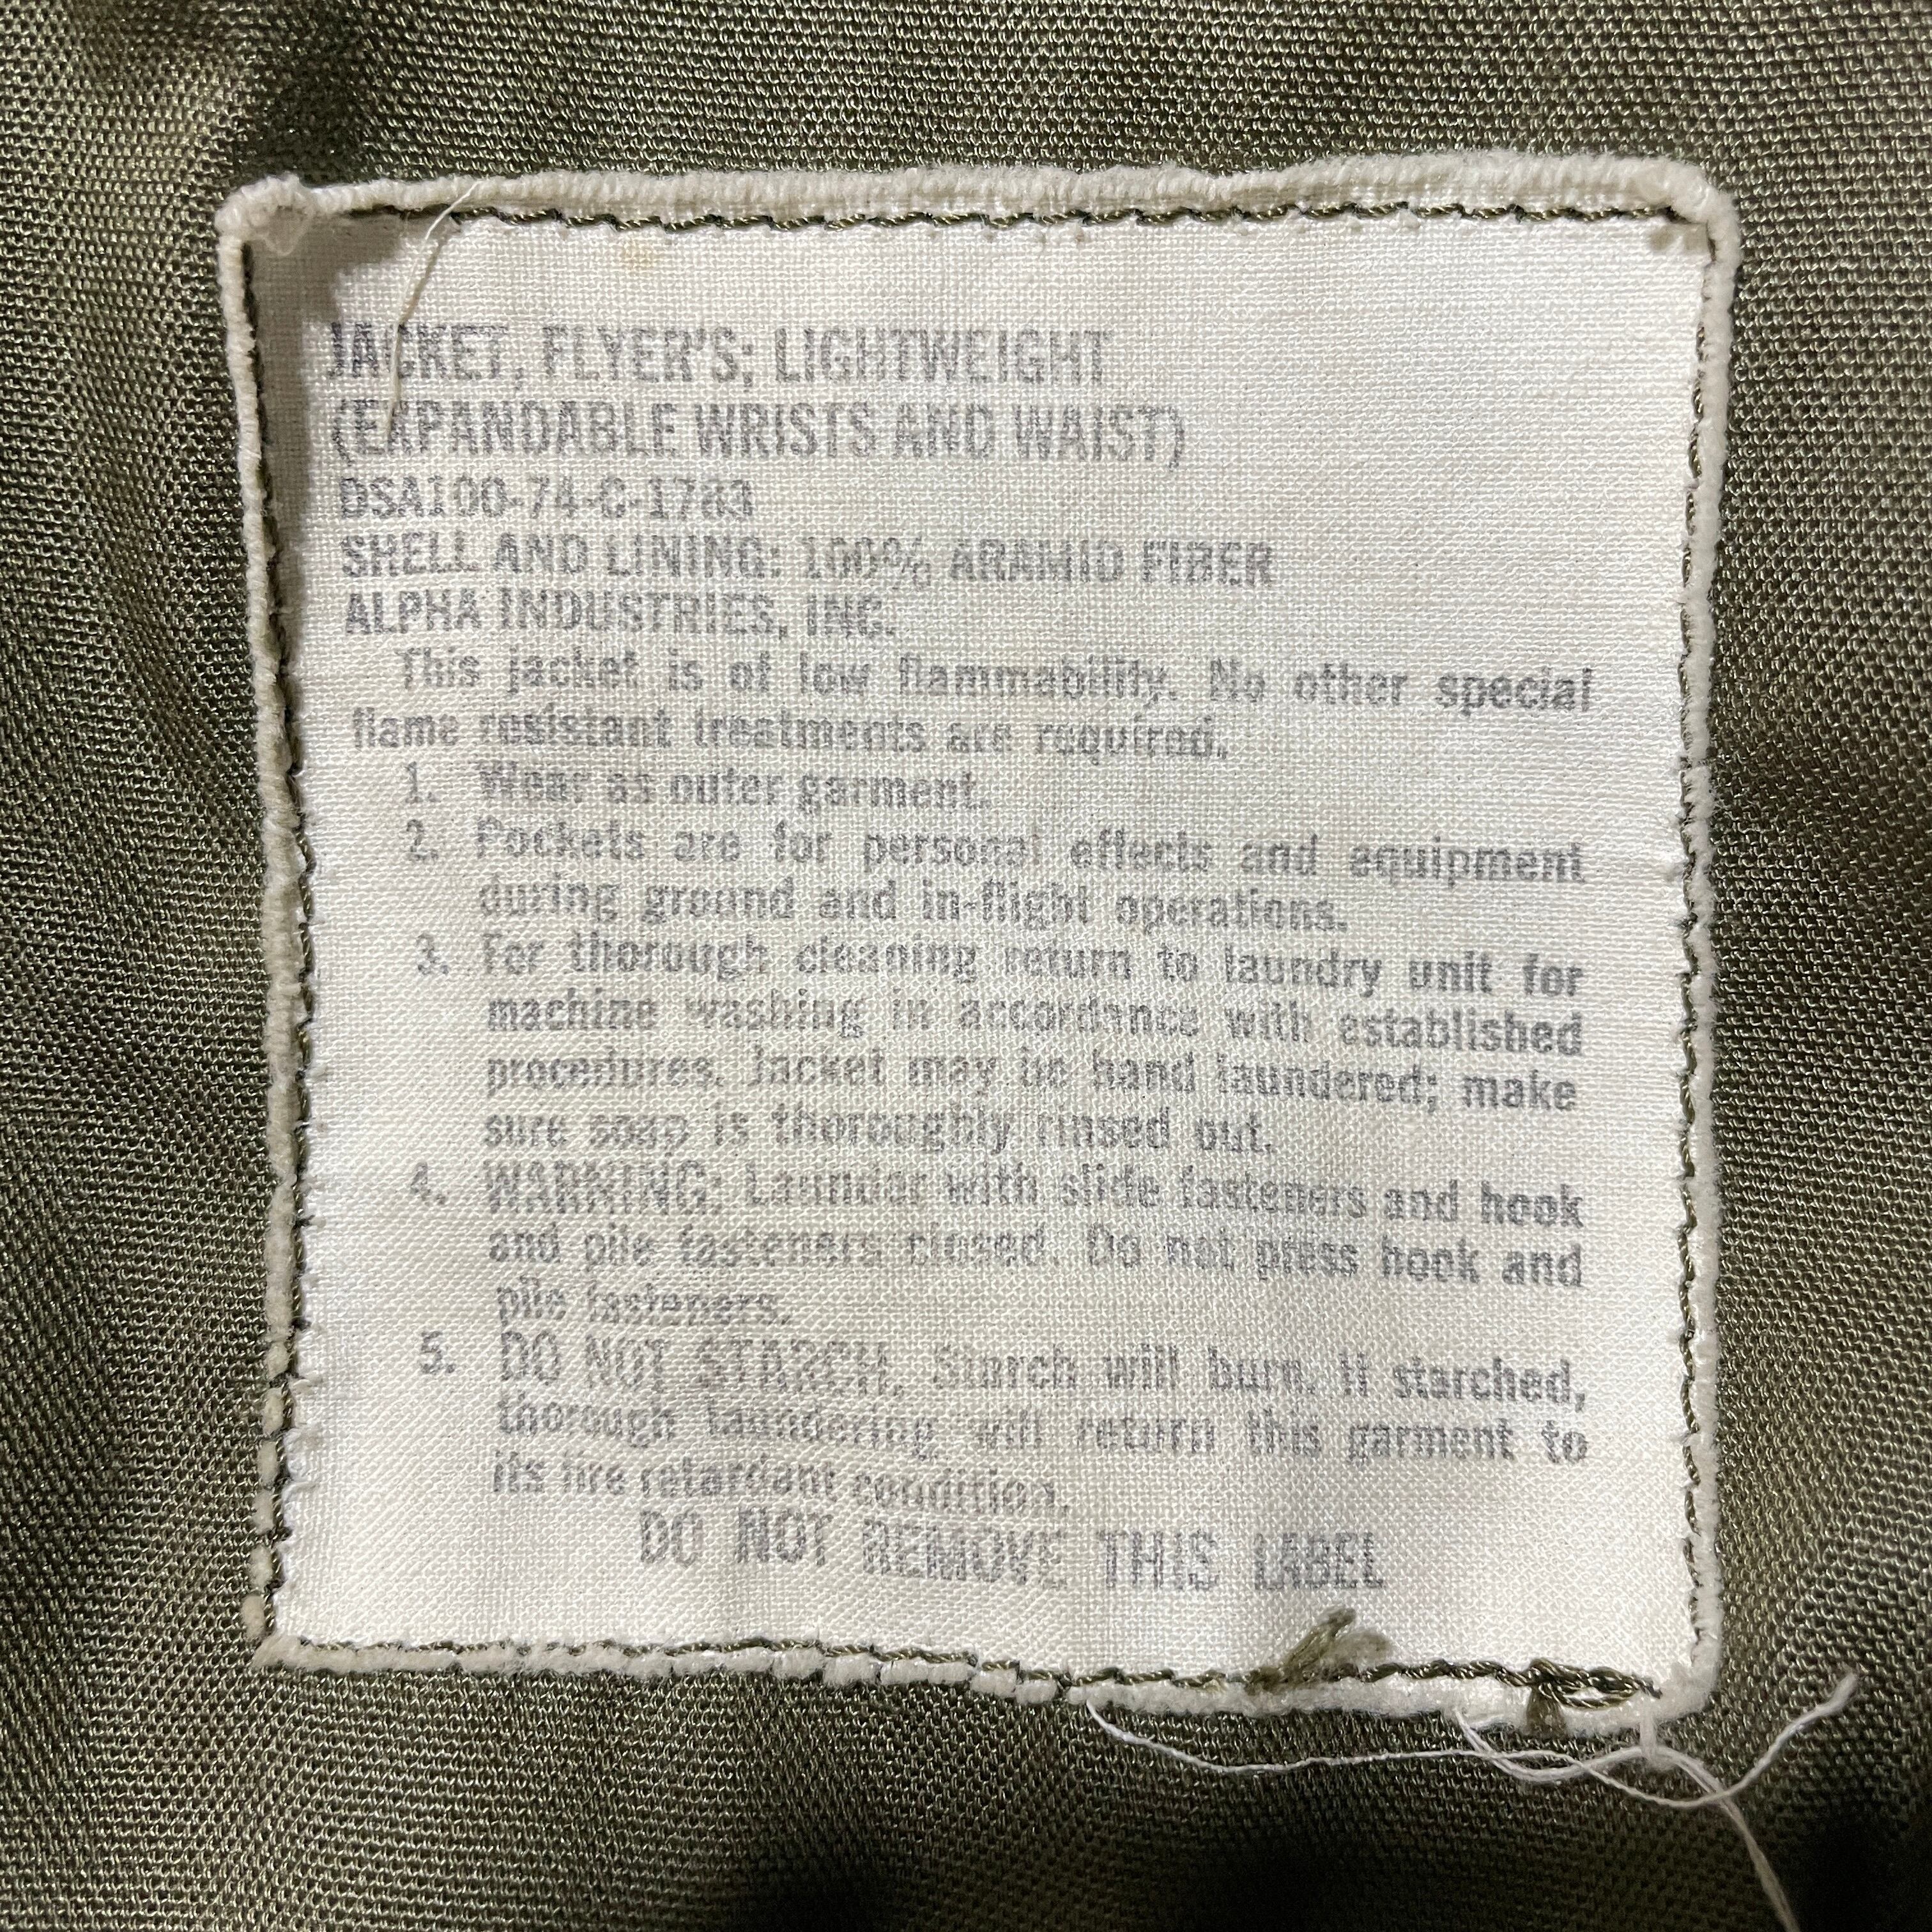 JACKET, FLYER'S; LIGHTWEIGHT
(EXPANDABLE WRISTS AND WAIST)
DSA100-74-C-1783
SHELL AND LINING: 100% ARAMID FIBER
ALPHA INDUSTRIES, INC.
This jacket is of low flammability. No other special
flame resistant treatments are required.
1. Wear as outer garment.
2. Pockets are for personal effects and equipment
during ground and in-flight operations.
3. For thorough cleaning return to laundry unit for
machine washing in accordance with established
procedures. Jacket may be hand laundered; make
sure soap is thoroughly rinsed out.
4. WARNING: Launder with slide fasteners and hook
and pile fasteners closed. Do not press hook and
pile fasteners.
5. DO NOT STARCH. Starch will burn. If starched,
thorough laundering will return this garment to
its fire retardant condition.
DO NOT REMOVE THIS LABEL